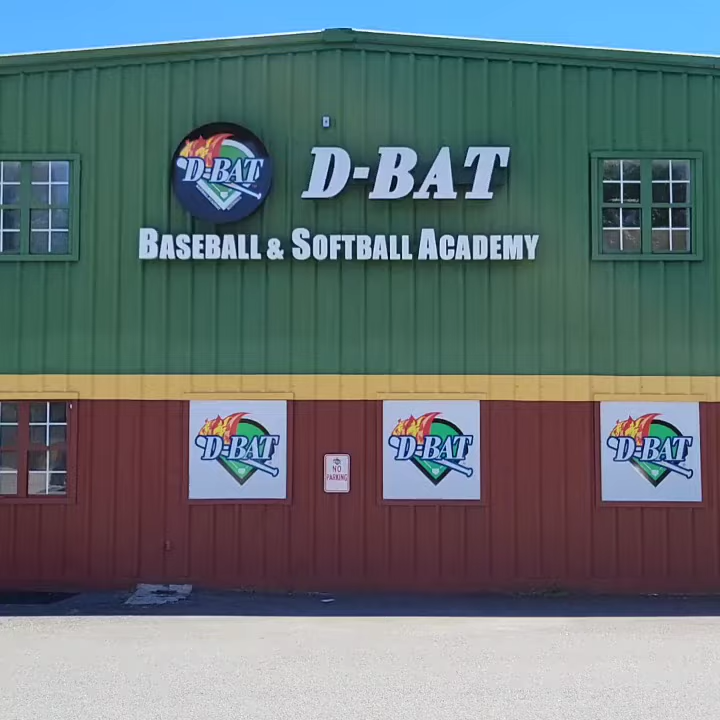 D-BAT
D-BAT
BASEBALL & SOFTBALL ACADEMY
D-BAT
NO
PARKING
D-BAT
D-BAT